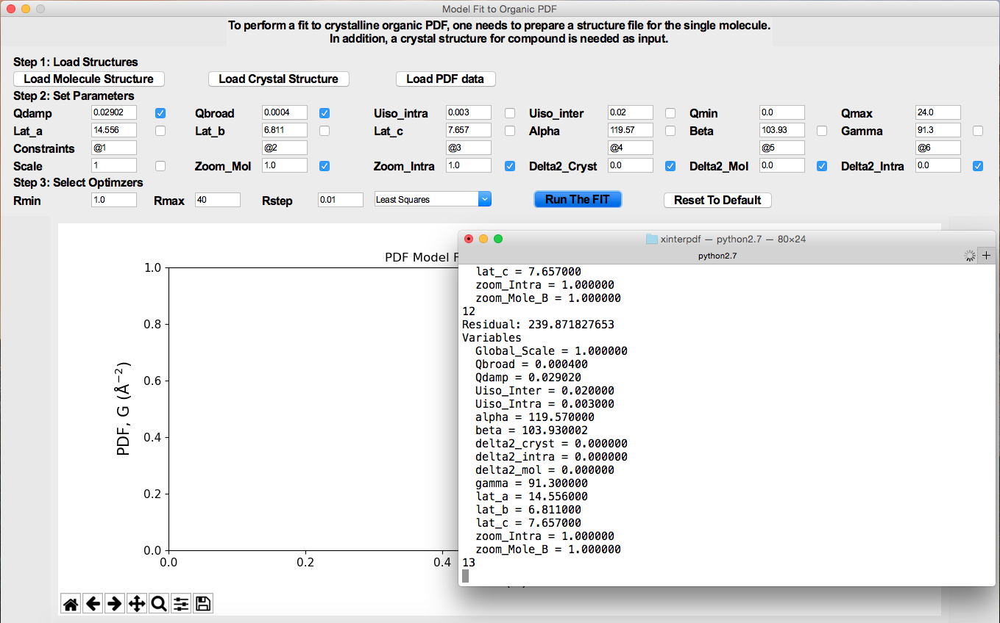 Model Fit to Organic PDF
To perform a fit to crystalline organic PDF, one needs to prepare a structure file for the single molecule.
In addition, a crystal structure for compound is needed as input.
Step 1: Load Structures
Load Molecule Structure Load Crystal Structure Load PDF data
Step 2: Set Parameters
Qdamp 0.02902 Qbroad 0.0004 Uiso_intra 0.003 Uiso_inter 0.02 Qmin 0.0 Qmax 24.0
Lat_a 14.556 Lat_b 6.811 Lat_c 7.657 Alpha 119.57 Beta 103.93 Gamma 91.3
Constraints @1 @2 @3 @4 @5 @6
Scale 1 Zoom_Mol 1.0 Zoom_Intra 1.0 Delta2_Cryst 0.0 Delta2_Mol 0.0 Delta2_Intra 0.0
Step 3: Select Optimzers
Rmin 1.0 Rmax 40 Rstep 0.01 Least Squares Run The FIT Reset To Default
PDF Model F
1.0
0.8
0.6
0.4
0.2
0.0
PDF, G (Å⁻²)
0.0 0.2 0.4
xinterpdf — python2.7 — 80×24
python2.7 +
lat_c = 7.657000
zoom_Intra = 1.000000
zoom_Mole_B = 1.000000
12
Residual: 239.871827653
Variables
Global_Scale = 1.000000
Qbroad = 0.000400
Qdamp = 0.029020
Uiso_Inter = 0.020000
Uiso_Intra = 0.003000
alpha = 119.570000
beta = 103.930002
delta2_cryst = 0.000000
delta2_intra = 0.000000
delta2_mol = 0.000000
gamma = 91.300000
lat_a = 14.556000
lat_b = 6.811000
lat_c = 7.657000
zoom_Intra = 1.000000
zoom_Mole_B = 1.000000
13